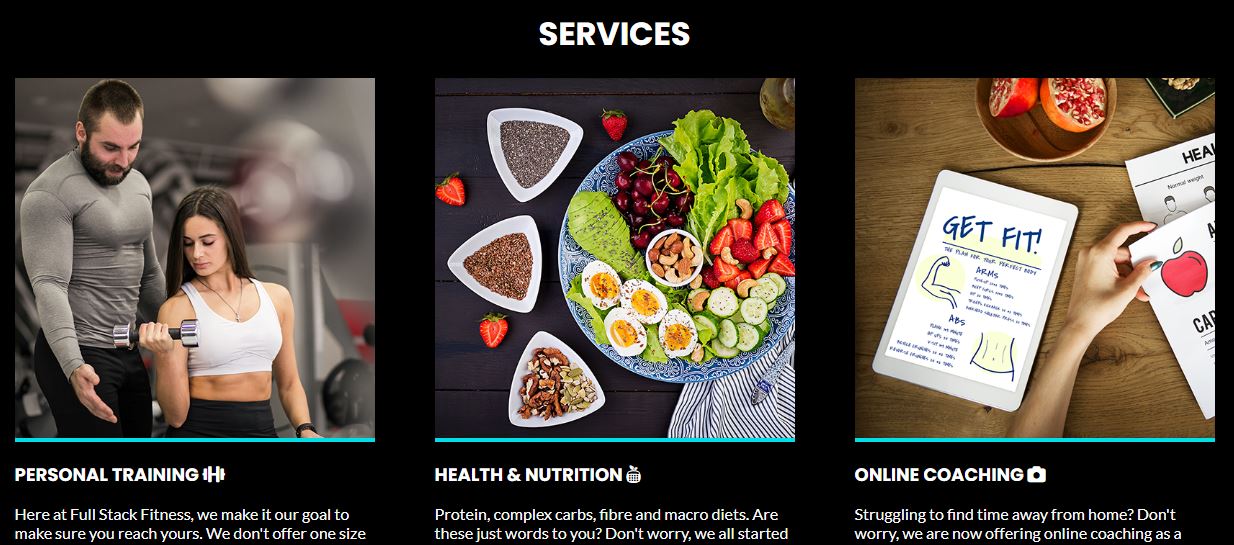 SERVICES
PERSONAL TRAINING
Here at Full Stack Fitness, we make it our goal to
make sure you reach yours. We don't offer one size
HEALTH & NUTRITION
Protein, complex carbs, fibre and macro diets. Are
these just words to you? Don't worry, we all started
GET FIT!
THE PLAN FOR YOUR PERFECT BODY
ARMS
ABS
HEAL
Normal weight
CAR
ONLINE COACHING
Struggling to find time away from home? Don't
worry, we are now offering online coaching as a